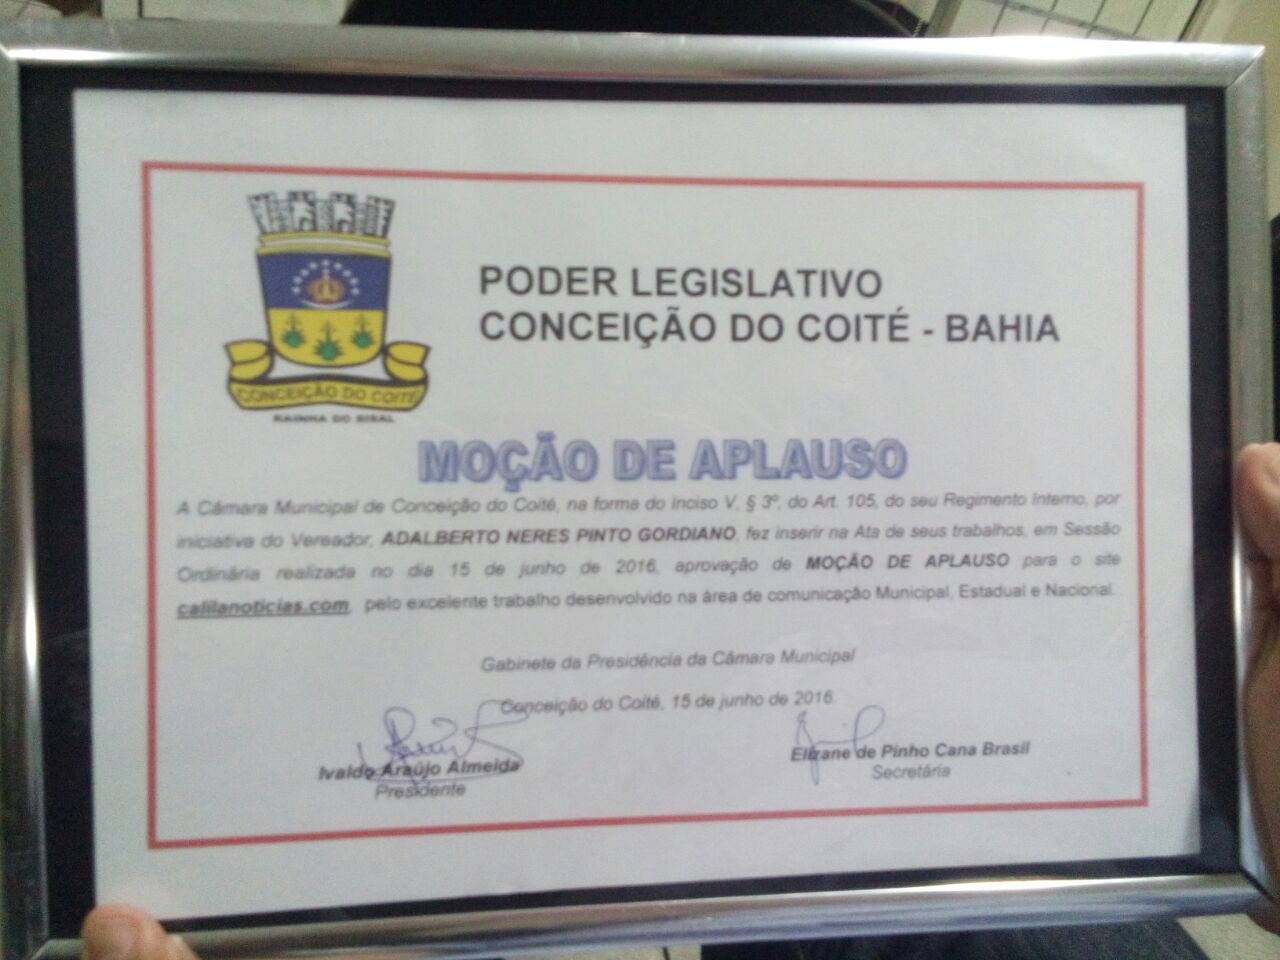 CONCEIÇÃO DO COITÉ
RAINHA DO SISAL
PODER LEGISLATIVO
CONCEIÇÃO DO COITÉ - BAHIA
MOÇÃO DE APLAUSO
A Câmara Municipal de Conceição do Coité, na forma do Inciso V, § 3º, do Art. 105, do seu Regimento Interno, por
iniciativa do Vereador, ADALBERTO NERES PINTO GORDIANO, fez inserir na Ata de seus trabalhos, em Sessão
Ordinária realizada no dia 15 de junho de 2016, aprovação de MOÇÃO DE APLAUSO para o site
calilanoticias.com, pelo excelente trabalho desenvolvido na área de comunicação Municipal, Estadual e Nacional.
Gabinete da Presidência da Câmara Municipal
Conceição do Coité, 15 de junho de 2016.
Ivaldo Araújo Almeida
Presidente
Elizane de Pinho Cana Brasil
Secretária